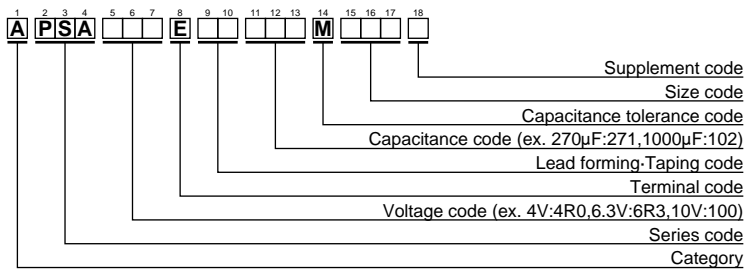 1 2 3 4 5 6 7 8 9 10 11 12 13 14 15 16 17 18
A P S A E M
Supplement code
Size code
Capacitance tolerance code
Capacitance code (ex. 270µF:271,1000µF:102)
Lead forming·Taping code
Terminal code
Voltage code (ex. 4V:4R0,6.3V:6R3,10V:100)
Series code
Category